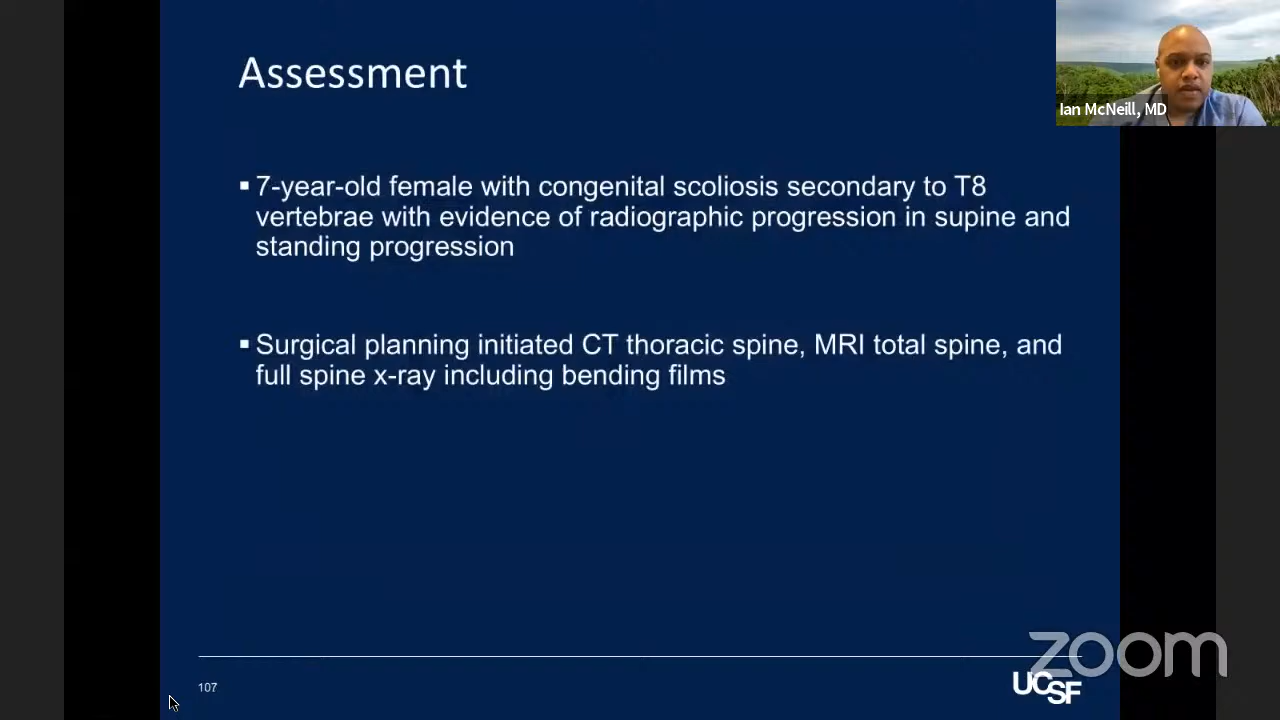 Assessment
Ian McNeill, MD
▪ 7-year-old female with congenital scoliosis secondary to T8
vertebrae with evidence of radiographic progression in supine and
standing progression
▪ Surgical planning initiated CT thoracic spine, MRI total spine, and
full spine x-ray including bending films
zoom
107
UCSF